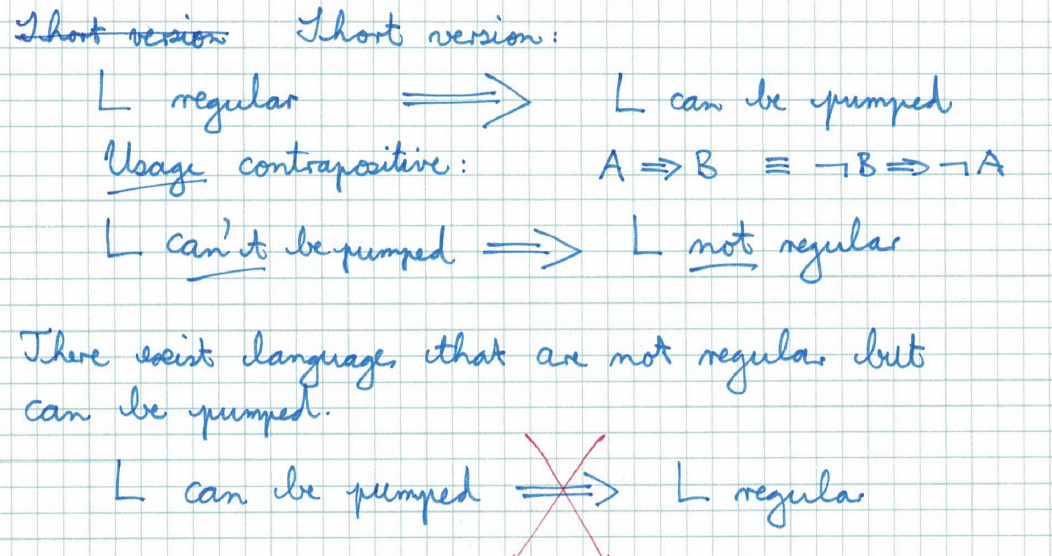 Short version Short version:
L regular ⟹ L can be pumped
Usage contrapositive: A ⇒ B ≡ ¬B ⇒ ¬A
L can't be pumped ⟹ L not regular
There exist languages that are not regular but
can be pumped.
L can be pumped ⟹ L regular